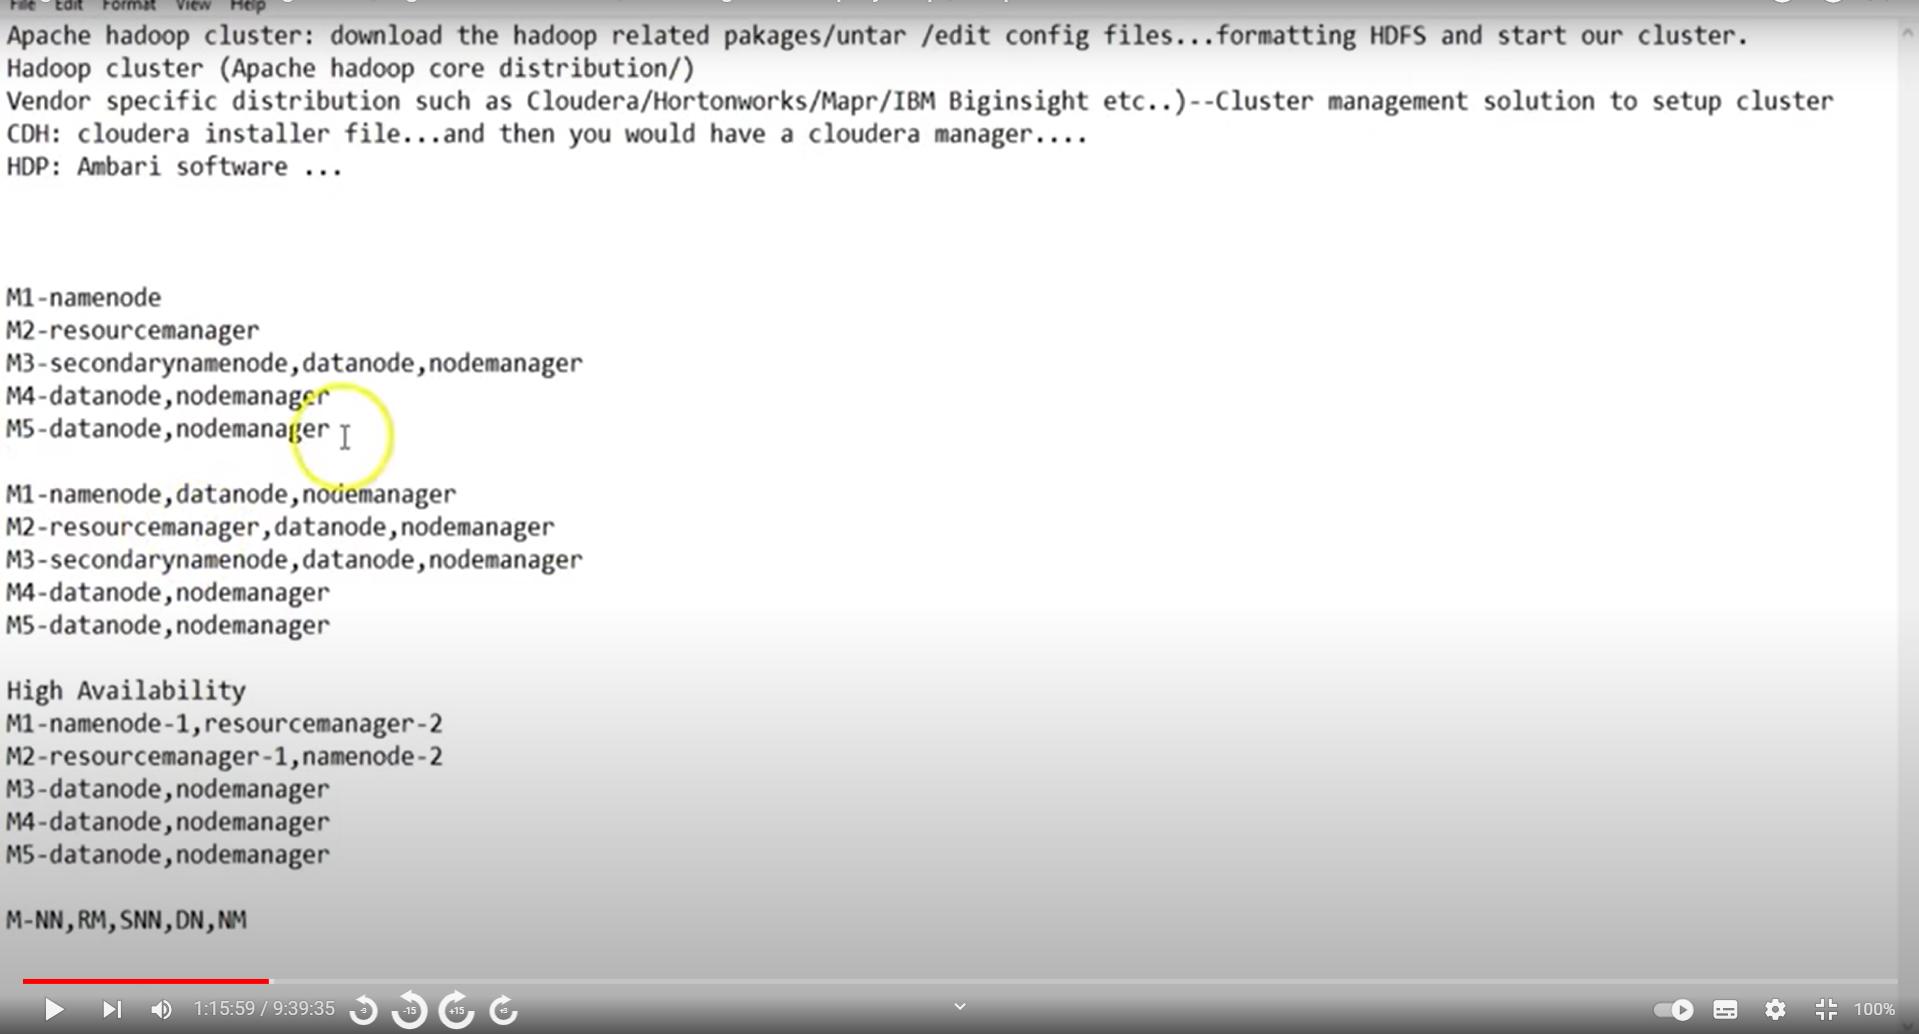 File Edit Format View Help
Apache hadoop cluster: download the hadoop related pakages/untar /edit config files...formatting HDFS and start our cluster.
Hadoop cluster (Apache hadoop core distribution/)
Vendor specific distribution such as Cloudera/Hortonworks/Mapr/IBM Biginsight etc..)--Cluster management solution to setup cluster
CDH: cloudera installer file...and then you would have a cloudera manager....
HDP: Ambari software ...
M1-namenode
M2-resourcemanager
M3-secondarynamenode,datanode,nodemanager
M4-datanode,nodemanager
M5-datanode,nodemanager
M1-namenode,datanode,nodemanager
M2-resourcemanager,datanode,nodemanager
M3-secondarynamenode,datanode,nodemanager
M4-datanode,nodemanager
M5-datanode,nodemanager
High Availability
M1-namenode-1,resourcemanager-2
M2-resourcemanager-1,namenode-2
M3-datanode,nodemanager
M4-datanode,nodemanager
M5-datanode,nodemanager
M-NN,RM,SNN,DN,NM
1:15:59 / 9:39:35 -15 +15 100%